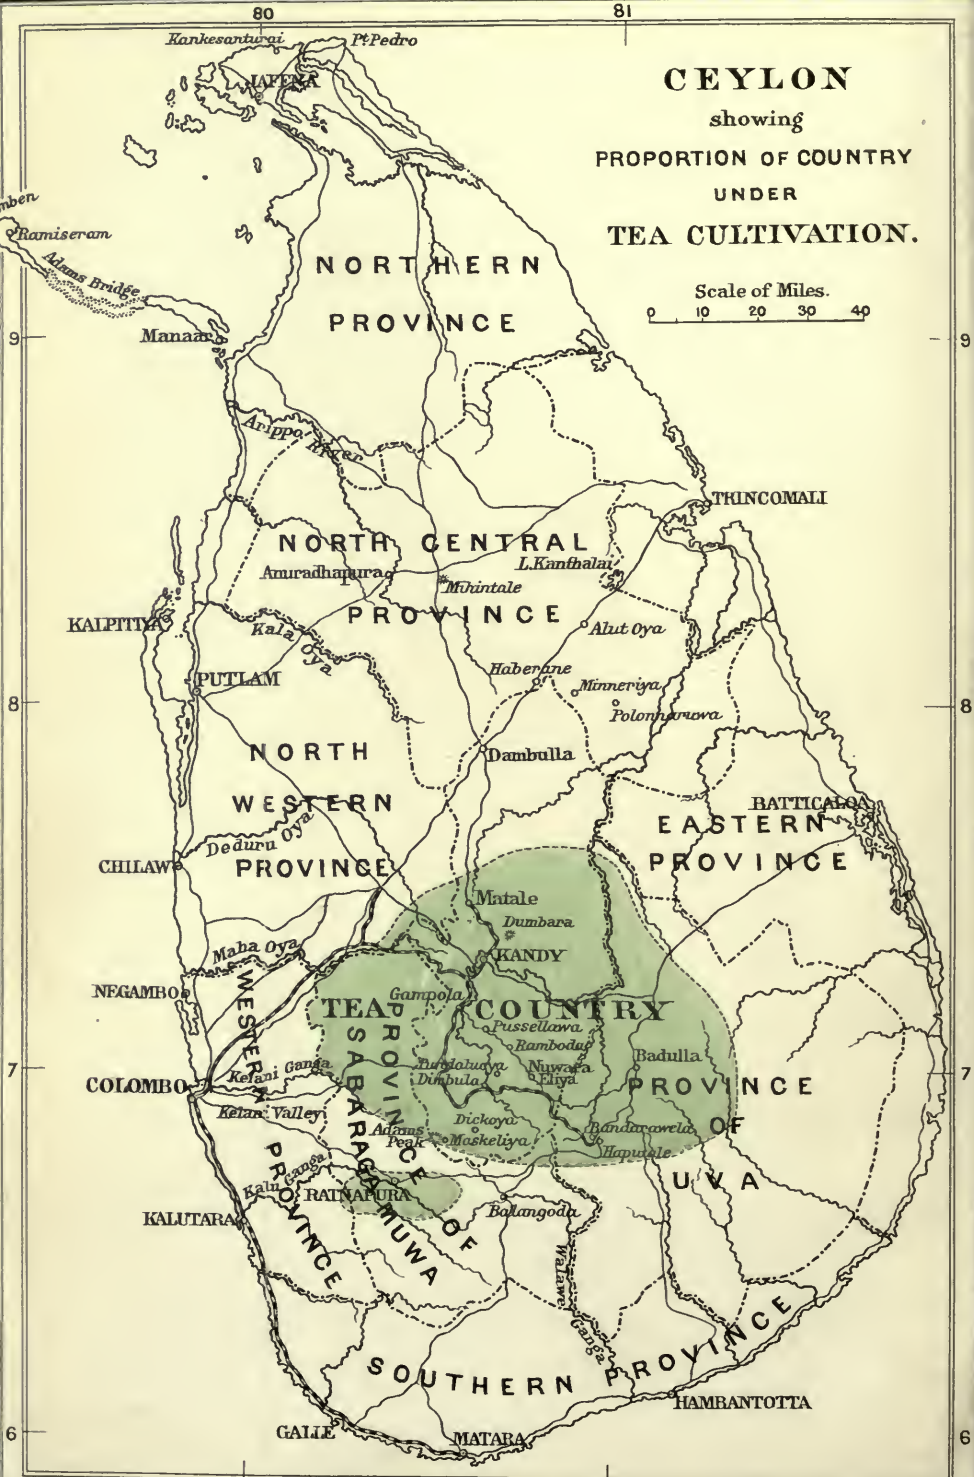 80
81
Kankesanturai
Pt. Pedro
JAFFNA
CEYLON
showing
PROPORTION OF COUNTRY
UNDER
TEA CULTIVATION.
Scale of Miles.
0 10 20 30 40
Ramiseram
Adams Bridge
NORTHERN
PROVINCE
Manaar
9
9
Arippo River
TRINCOMALI
NORTH CENTRAL
PROVINCE
L. Kanthalai
Anuradhapura
Mihintale
KALPITIYA
Kala Oya
Alut Oya
Haberane
Minneriya
Polonnaruwa
PUTLAM
8
8
NORTH
WESTERN
PROVINCE
Dambulla
BATTICALOA
EASTERN
PROVINCE
Deduru Oya
CHILAW
Matale
Dumbara
KANDY
Maha Oya
NEGAMBO
WESTERN
PROVINCE
Gampola
TEA COUNTRY
Pussellawa
Ramboda
Badulla
Nuwara
Eliya
Dimbula
7
7
COLOMBO
Kelani Ganga
Kelani Valley
PROVINCE
OF
UVA
PROVINCE OF
SABARAGAMUWA
Dickoya
Maskeliya
Adams
Peak
Bandarawela
Haputale
Kalu Ganga
RATNAPURA
Balangoda
KALUTARA
Walawe Ganga
SOUTHERN PROVINCE
HAMBANTOTTA
GALLE
MATARA
6
6